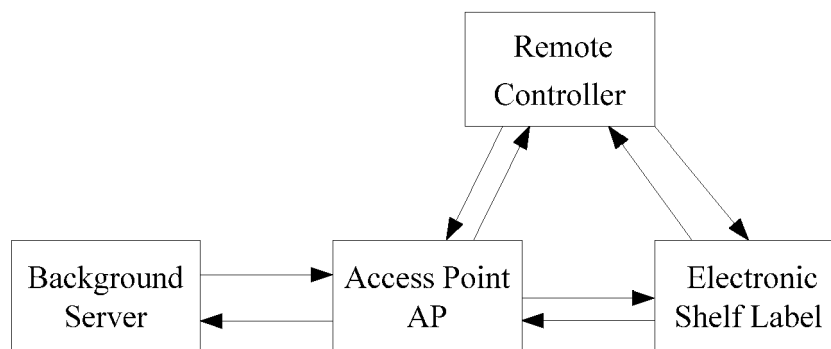 Remote
Controller
Background
Server
Access Point
AP
Electronic
Shelf Label